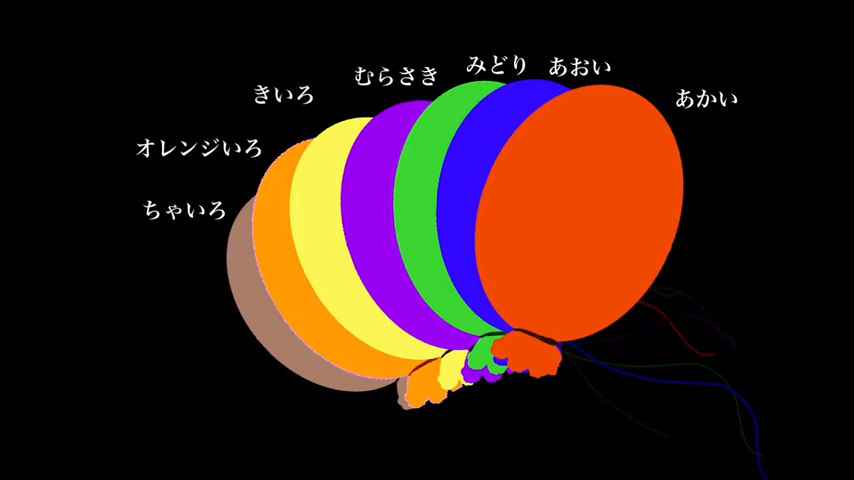 ちゃいろ
オレンジいろ
きいろ
むらさき
みどり
あおい
あかい